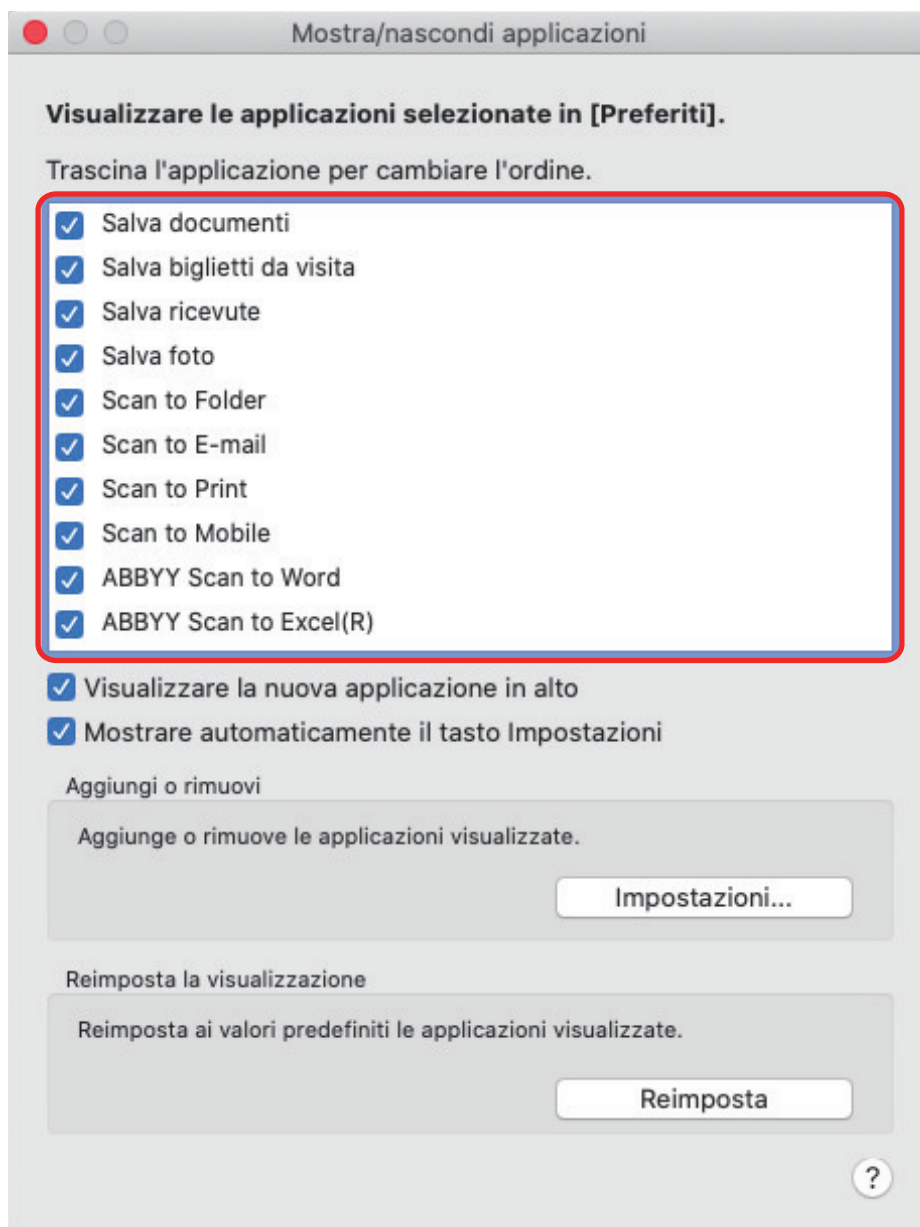 Mostra/nascondi applicazioni
Visualizzare le applicazioni selezionate in [Preferiti].
Trascina l'applicazione per cambiare l'ordine.
Salva documenti
Salva biglietti da visita
Salva ricevute
Salva foto
Scan to Folder
Scan to E-mail
Scan to Print
Scan to Mobile
ABBYY Scan to Word
ABBYY Scan to Excel(R)
Visualizzare la nuova applicazione in alto
Mostrare automaticamente il tasto Impostazioni
Aggiungi o rimuovi
Aggiunge o rimuove le applicazioni visualizzate.
Impostazioni...
Reimposta la visualizzazione
Reimposta ai valori predefiniti le applicazioni visualizzate.
Reimposta
?